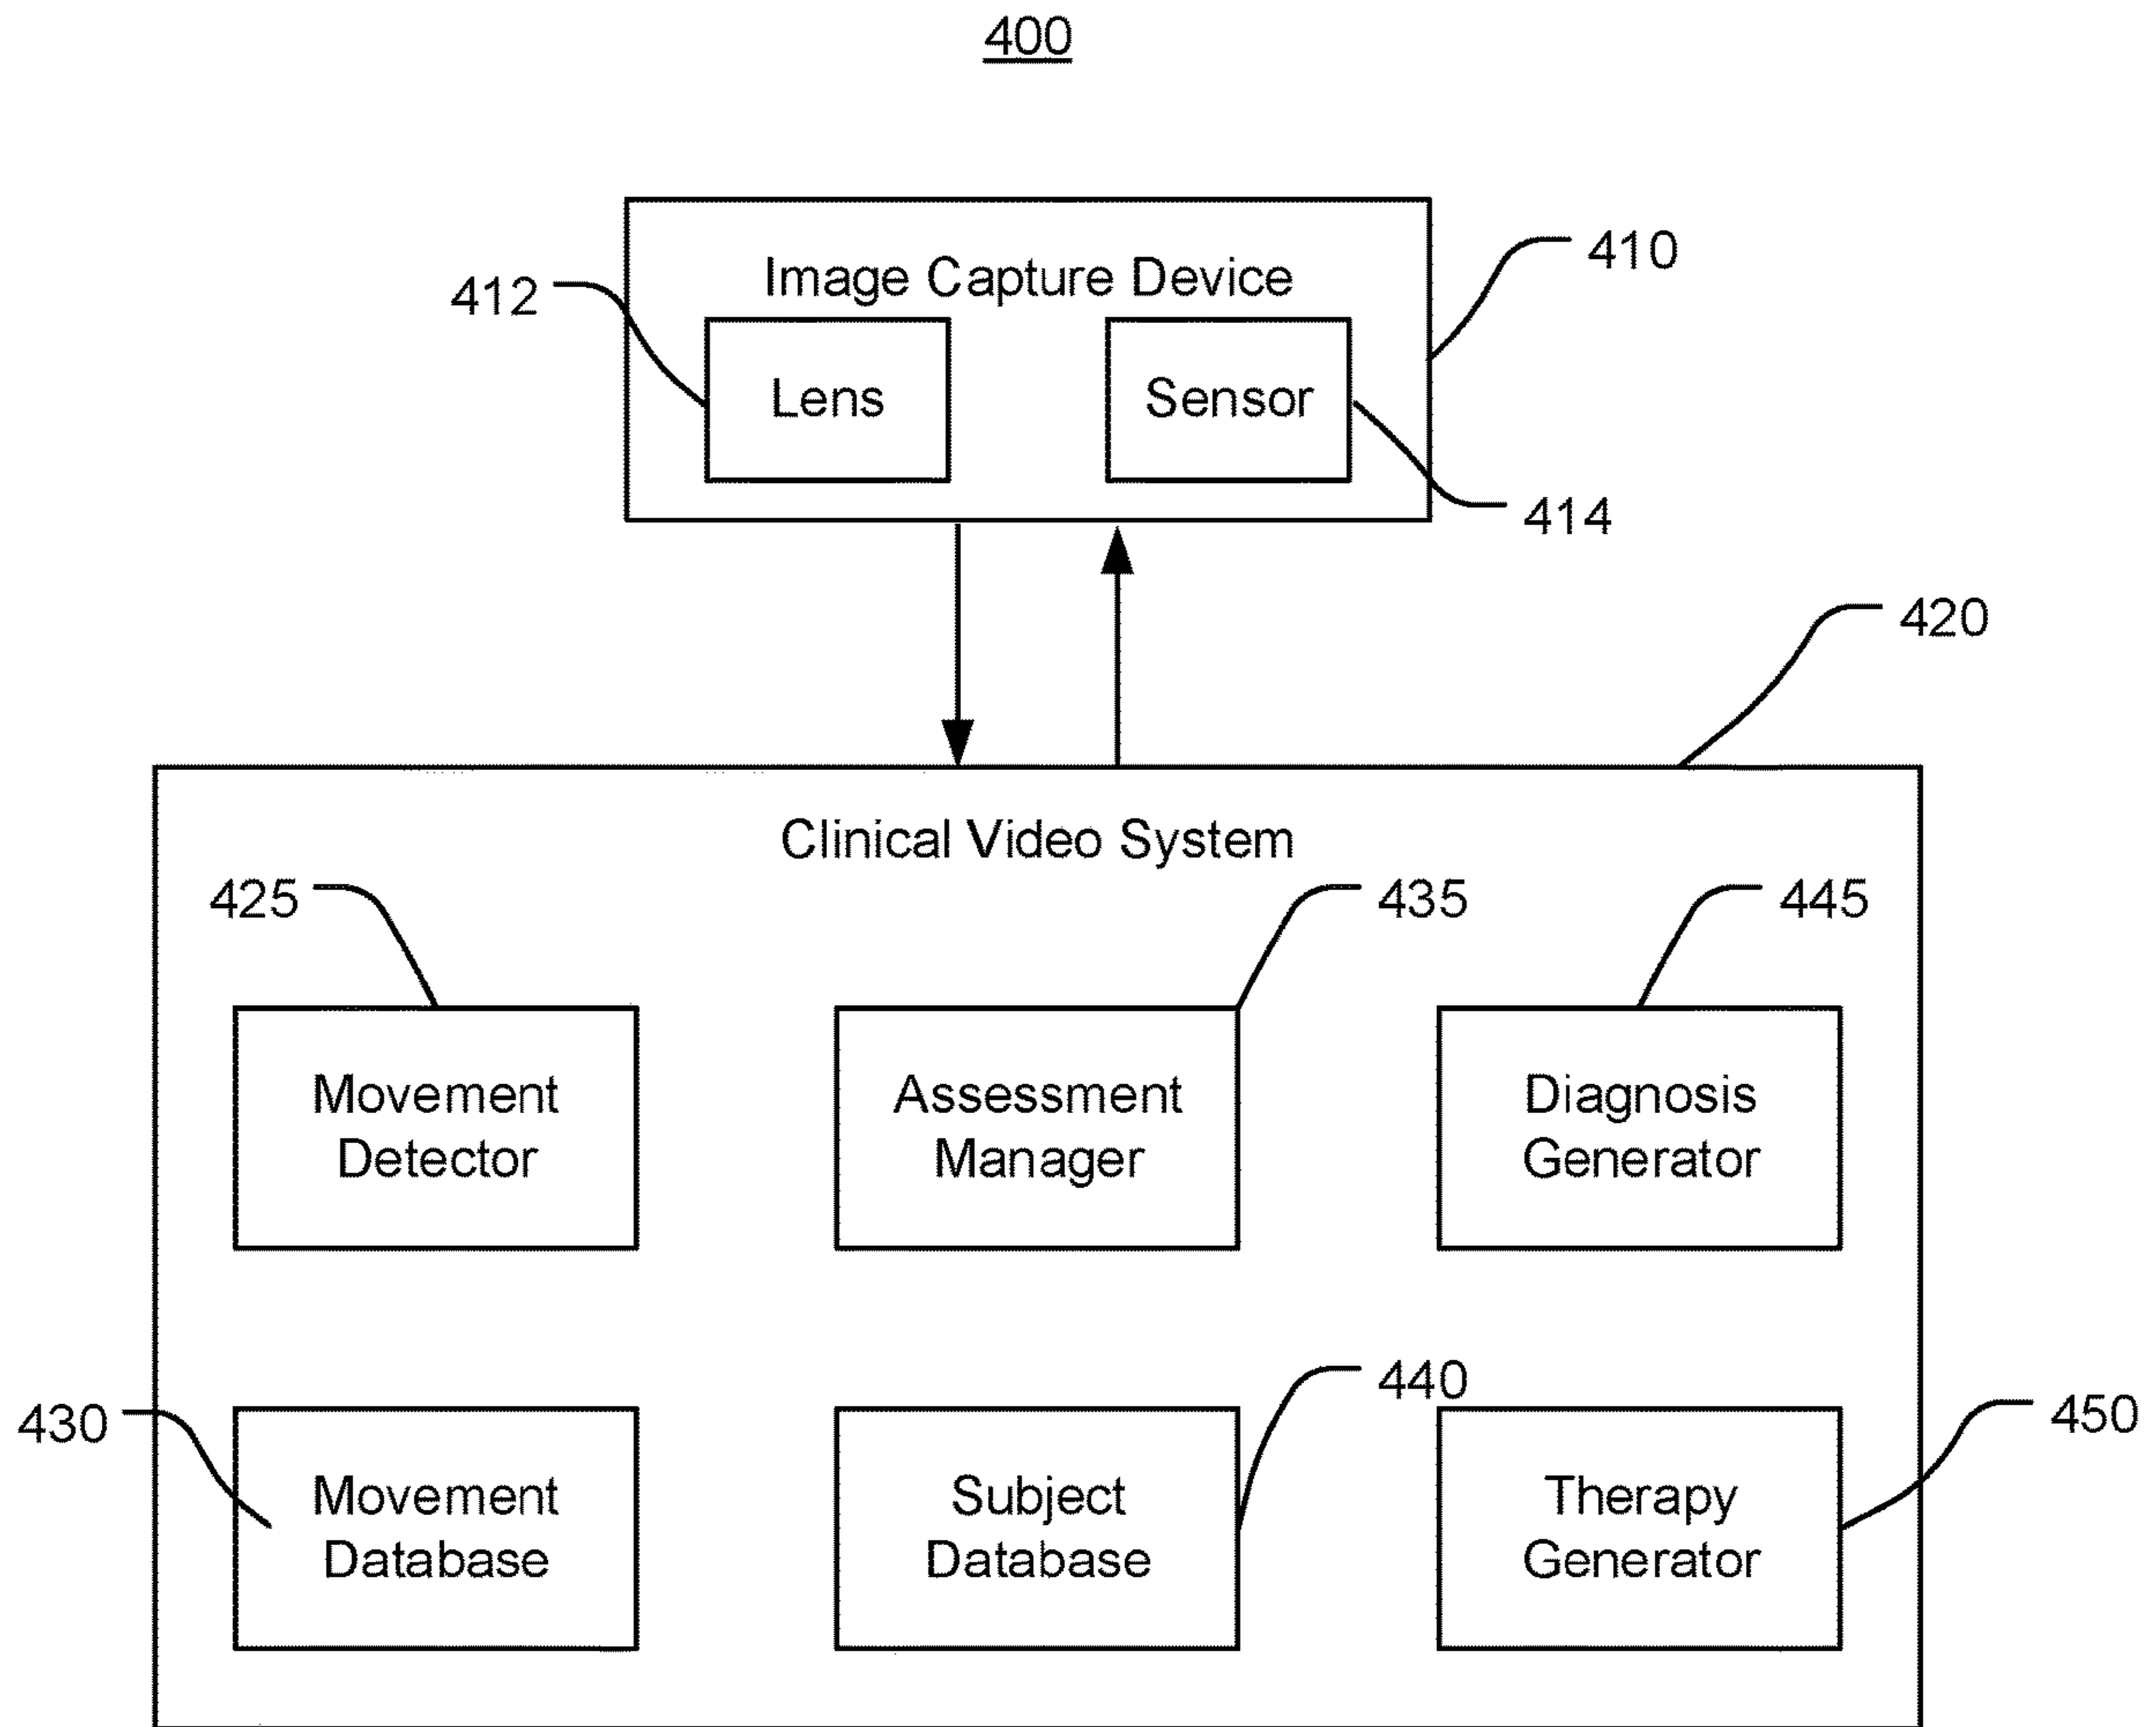 400
Image Capture Device
410
412
Lens
Sensor
414
420
Clinical Video System
425
435
445
Movement
Detector
Assessment
Manager
Diagnosis
Generator
430
440
450
Movement
Database
Subject
Database
Therapy
Generator